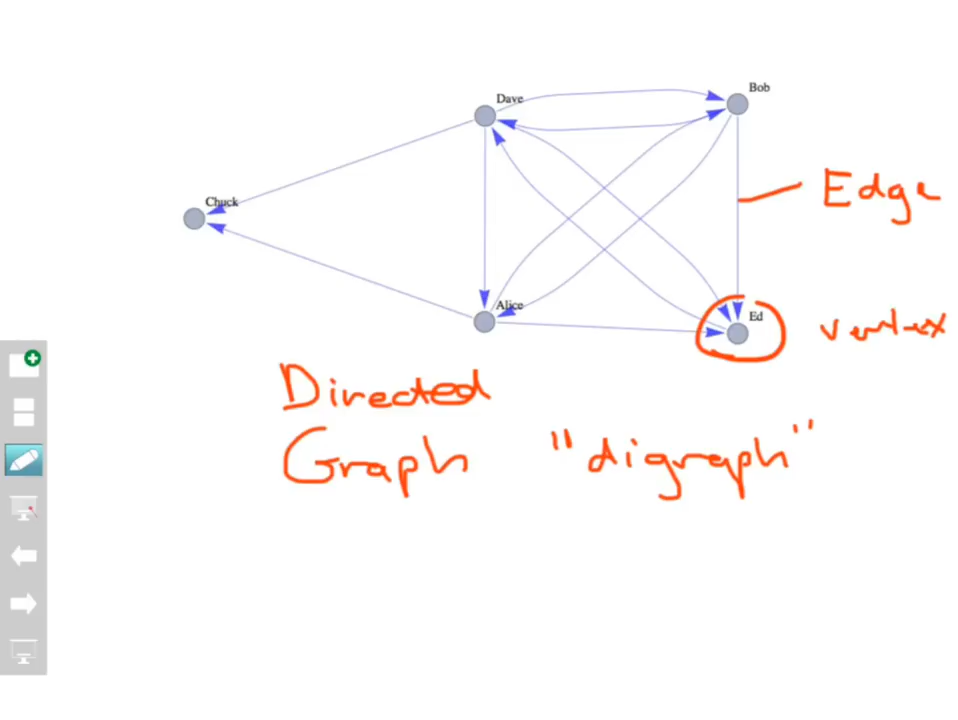 Dave
Bob
Chuck
Edge
Alice
Ed
vertex
Directed
Graph "digraph"